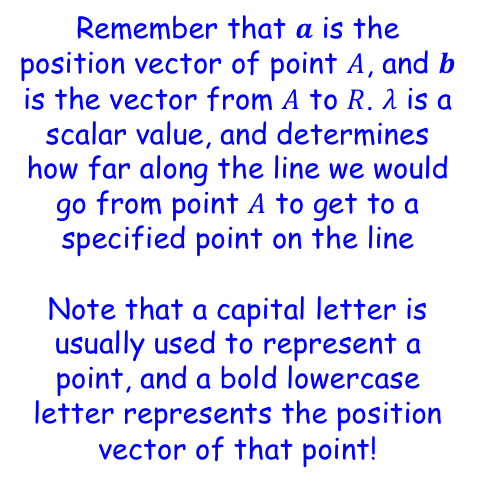 Remember that a is the
position vector of point A, and b
is the vector from A to R. λ is a
scalar value, and determines
how far along the line we would
go from point A to get to a
specified point on the line
Note that a capital letter is
usually used to represent a
point, and a bold lowercase
letter represents the position
vector of that point!